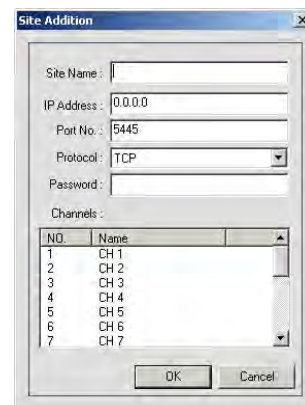 Site Addition
Site Name :
IP Address : 0.0.0.0
Port No. : 5445
Protocol : TCP
Password :
Channels :
NO. Name
1 CH 1
2 CH 2
3 CH 3
4 CH 4
5 CH 5
6 CH 6
7 CH 7
OK Cancel